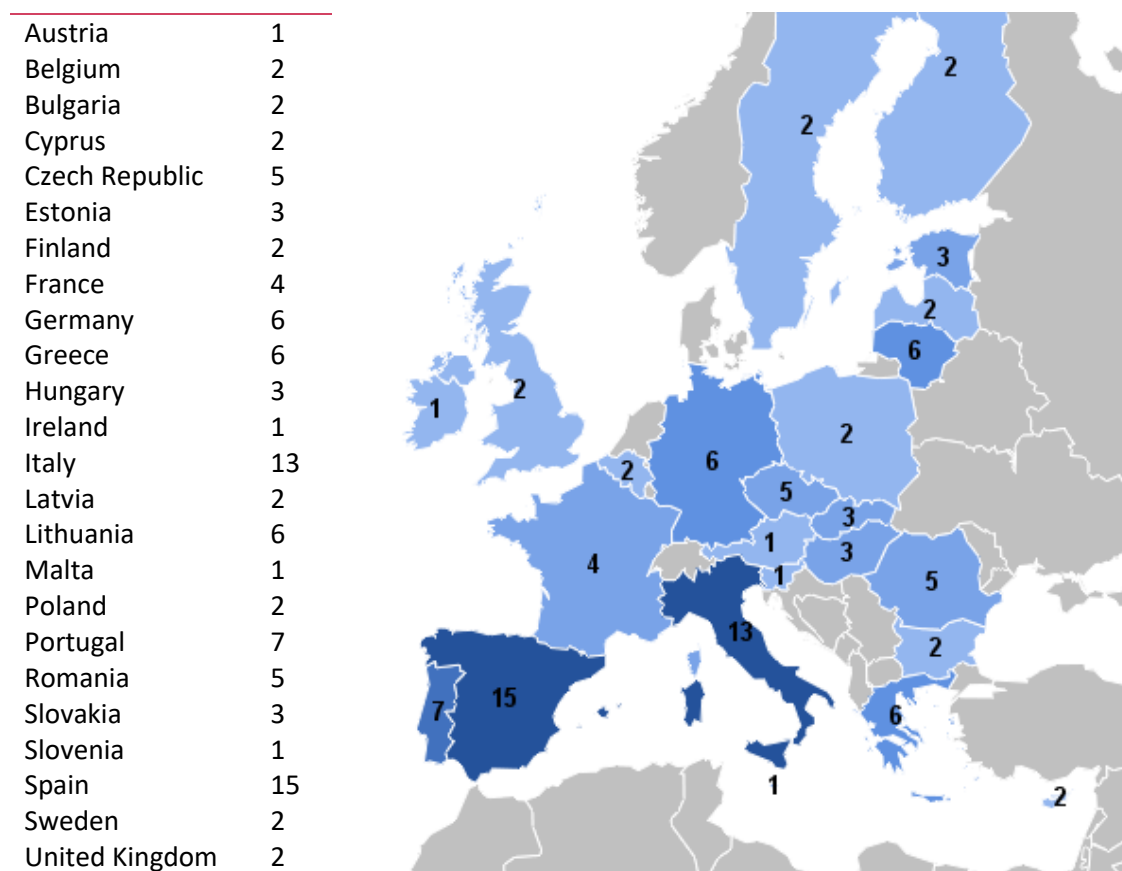 Austria 1
Belgium 2
Bulgaria 2
Cyprus 2
Czech Republic 5
Estonia 3
Finland 2
France 4
Germany 6
Greece 6
Hungary 3
Ireland 1
Italy 13
Latvia 2
Lithuania 6
Malta 1
Poland 2
Portugal 7
Romania 5
Slovakia 3
Slovenia 1
Spain 15
Sweden 2
United Kingdom 2
2
2
3
2
6
2
1
2
6
2
5
3
1
3
4
1
5
13
2
7
15
6
1
2